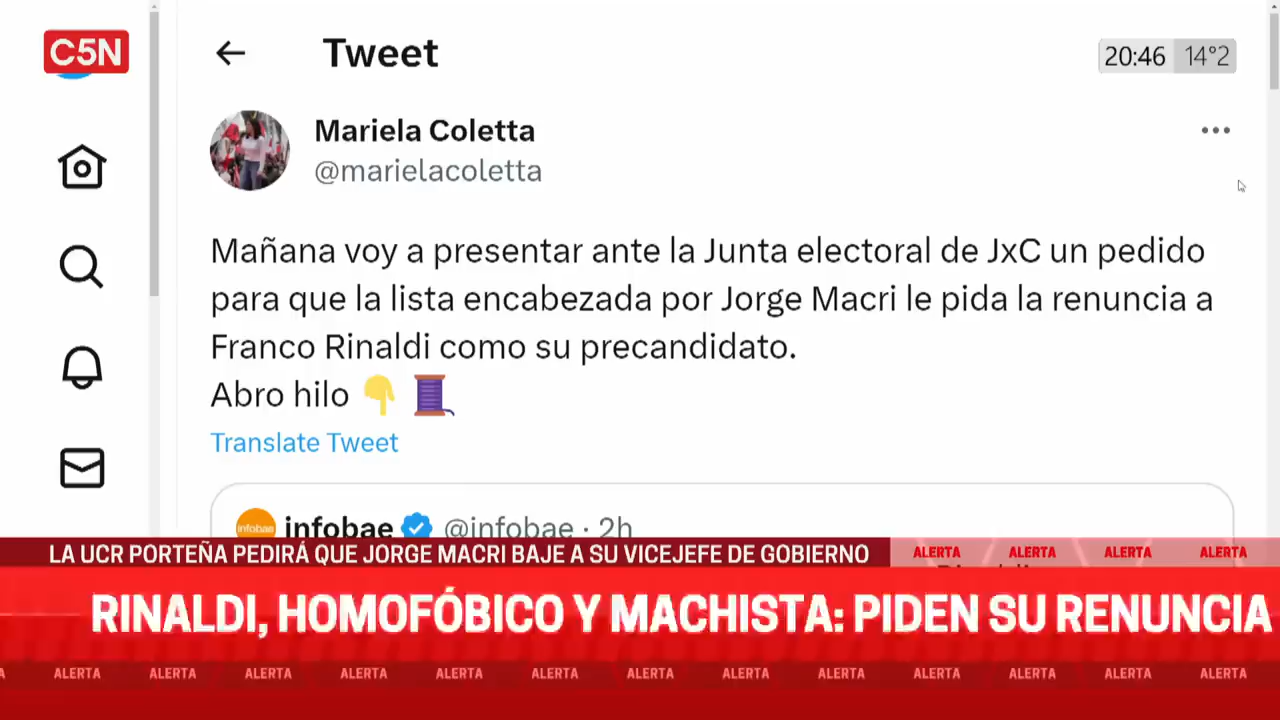 C5N
Tweet
20:46 14°2
Mariela Coletta
@marielacoletta
Mañana voy a presentar ante la Junta electoral de JxC un pedido
para que la lista encabezada por Jorge Macri le pida la renuncia a
Franco Rinaldi como su precandidato.
Abro hilo
Translate Tweet
infobae
infobae @infobae · 2h
LA UCR PORTEÑA PEDIRÁ QUE JORGE MACRI BAJE A SU VICEJEFE DE GOBIERNO
ALERTA ALERTA ALERTA ALERTA
RINALDI, HOMOFÓBICO Y MACHISTA: PIDEN SU RENUNCIA
ALERTA ALERTA ALERTA ALERTA ALERTA ALERTA ALERTA ALERTA ALERTA ALERTA ALERTA ALERTA ALERTA